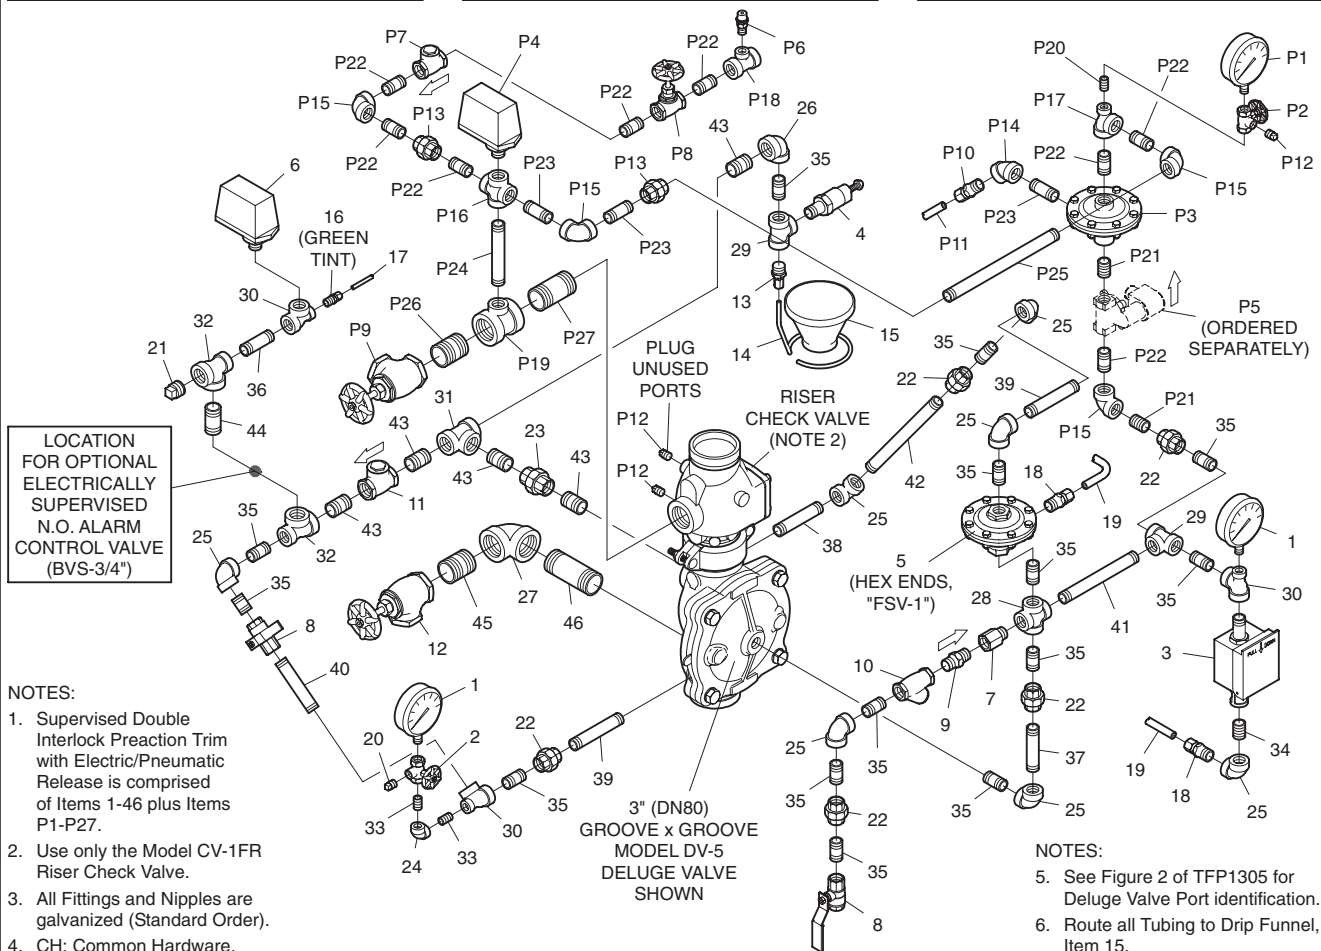 P7
P4
P22
P6
P20
P22
P1
P22
P15
P13
P22
P8
P18
P17
P2
P12
26
43
35
P14
P10
P22
P15
6
P22
P22
P23
P13
P15
P16
P23
4
P11
P23
P3
16
(GREEN
TINT)
17
30
P24
29
P25
P21
13
32
P26
P27
14
15
25
P5
(ORDERED
SEPARATELY)
21
36
P9
P19
PLUG
UNUSED
PORTS
35
22
39
P22
RISER
CHECK VALVE
(NOTE 2)
44
31
43
23
P12
25
P15
P21
35
22
LOCATION
FOR OPTIONAL
ELECTRICALLY
SUPERVISED
N.O. ALARM
CONTROL VALVE
(BVS-3/4")
43
43
P12
42
35
18
19
11
25
38
29
1
35
43
32
25
5
(HEX ENDS,
"FSV-1")
35
35
30
35
28
41
8
12
45
27
46
10
35
3
PULL
DOWN
40
9
7
22
1
22
37
34
20
2
39
25
35
19
18
25
35
25
33
35
30
35
22
24
33
35
8
3" (DN80)
GROOVE x GROOVE
MODEL DV-5
DELUGE VALVE
SHOWN
NOTES:
1. Supervised Double
Interlock Preaction Trim
with Electric/Pneumatic
Release is comprised
of Items 1-46 plus Items
P1-P27.
2. Use only the Model CV-1FR
Riser Check Valve.
3. All Fittings and Nipples are
galvanized (Standard Order).
4. CH: Common Hardware.
NOTES:
5. See Figure 2 of TFP1305 for
Deluge Valve Port identification.
6. Route all Tubing to Drip Funnel,
Item 15.